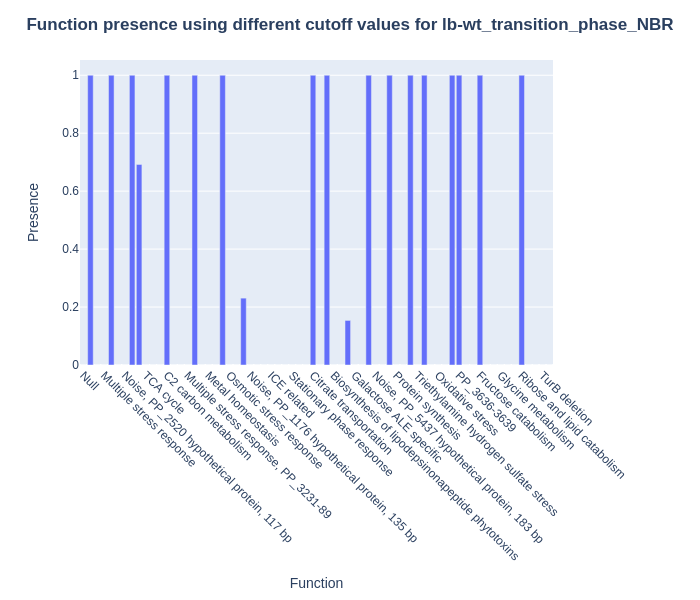 Function presence using different cutoff values for lb-wt_transition_phase_NBR
Presence
1
0.8
0.6
0.4
0.2
0
Null
Multiple stress response
Noise, PP_2520 hypothetical protein, 117 bp
TCA cycle
C2 carbon metabolism
Multiple stress response, PP_3231-89
Metal homeostasis
Osmotic stress response
Noise, PP_1176 hypothetical protein, 135 bp
ICE related
Stationary phase response
Citrate transportation
Biosynthesis of lipodepsinonapeptide phytotoxins
Galactose ALE specific
Noise, PP_5437 hypothetical protein, 183 bp
Protein synthesis
Triethylamine hydrogen sulfate stress
Oxidative stress
PP_3636-3639
Fructose catabolism
Glycine metabolism
Ribose and lipid catabolism
TurB deletion
Function